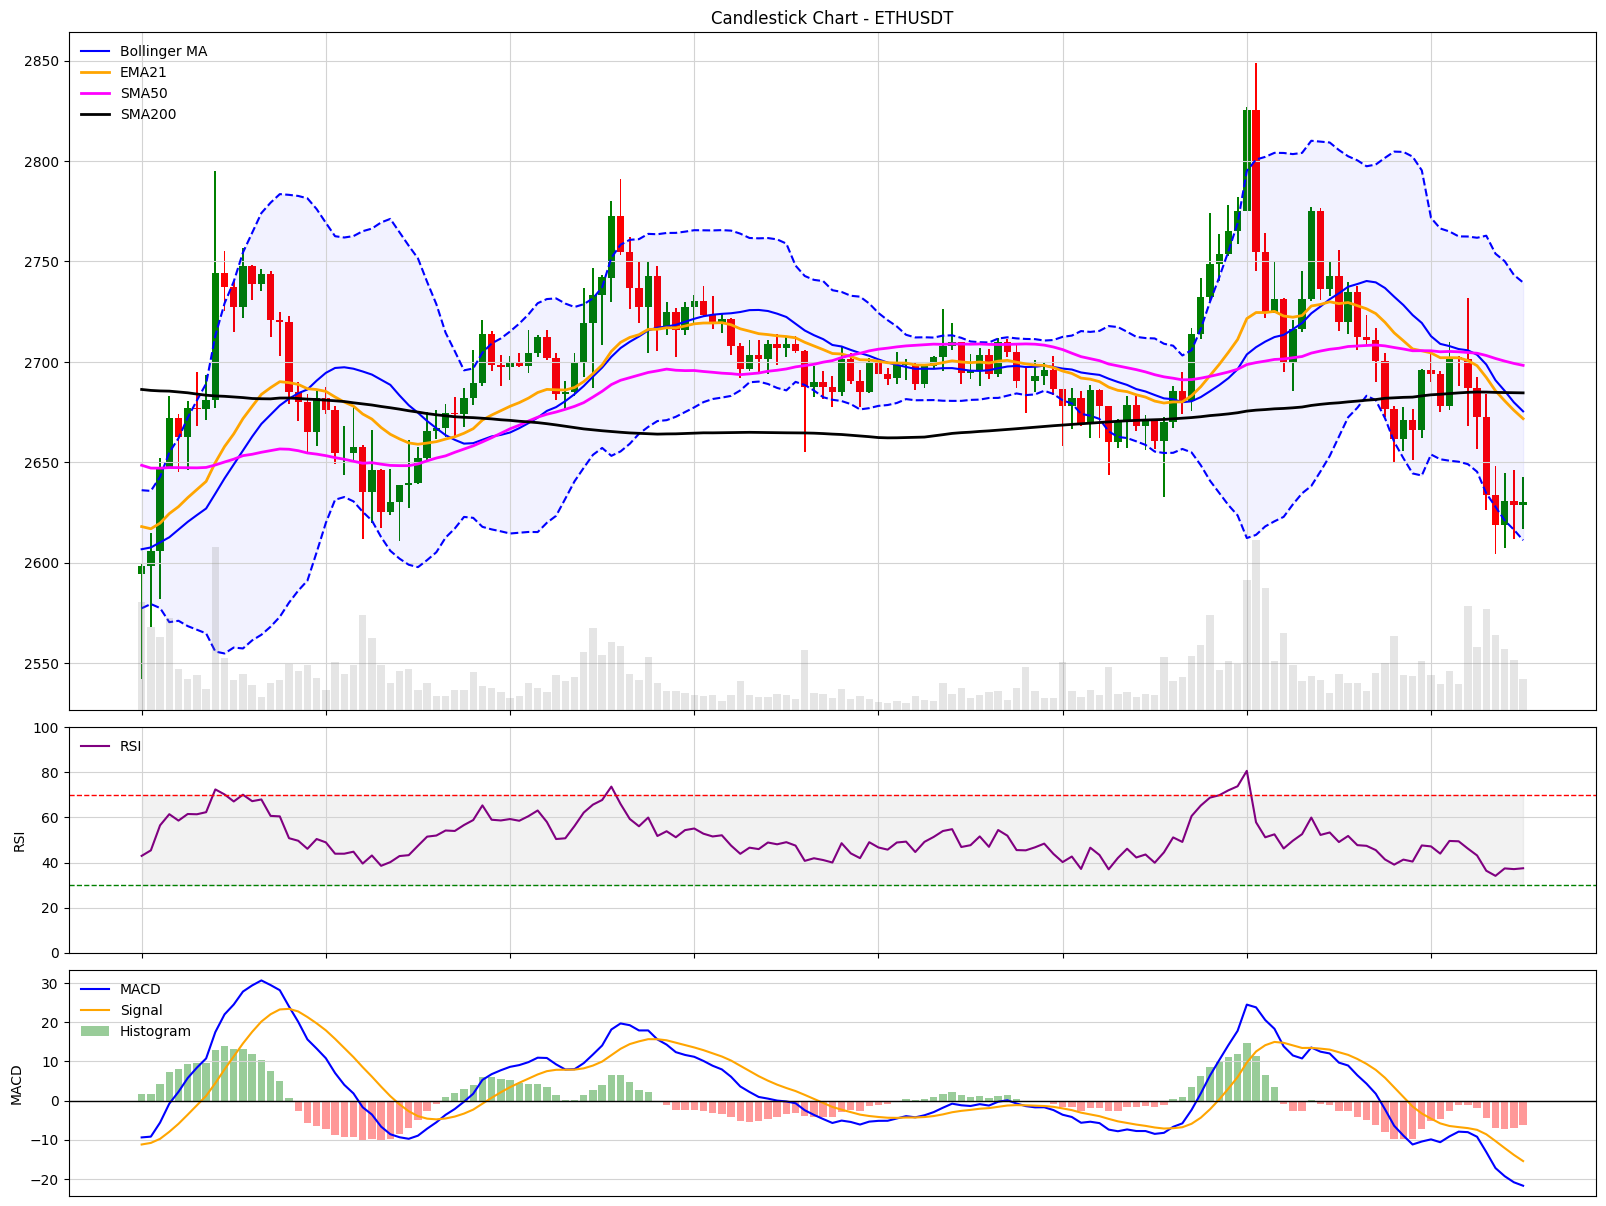 Candlestick Chart - ETHUSDT
Bollinger MA
EMA21
SMA50
SMA200
2850
2800
2750
2700
2650
2600
2550
RSI
100
80
60
40
20
0
RSI
MACD
Signal
Histogram
30
20
10
0
−10
−20
MACD